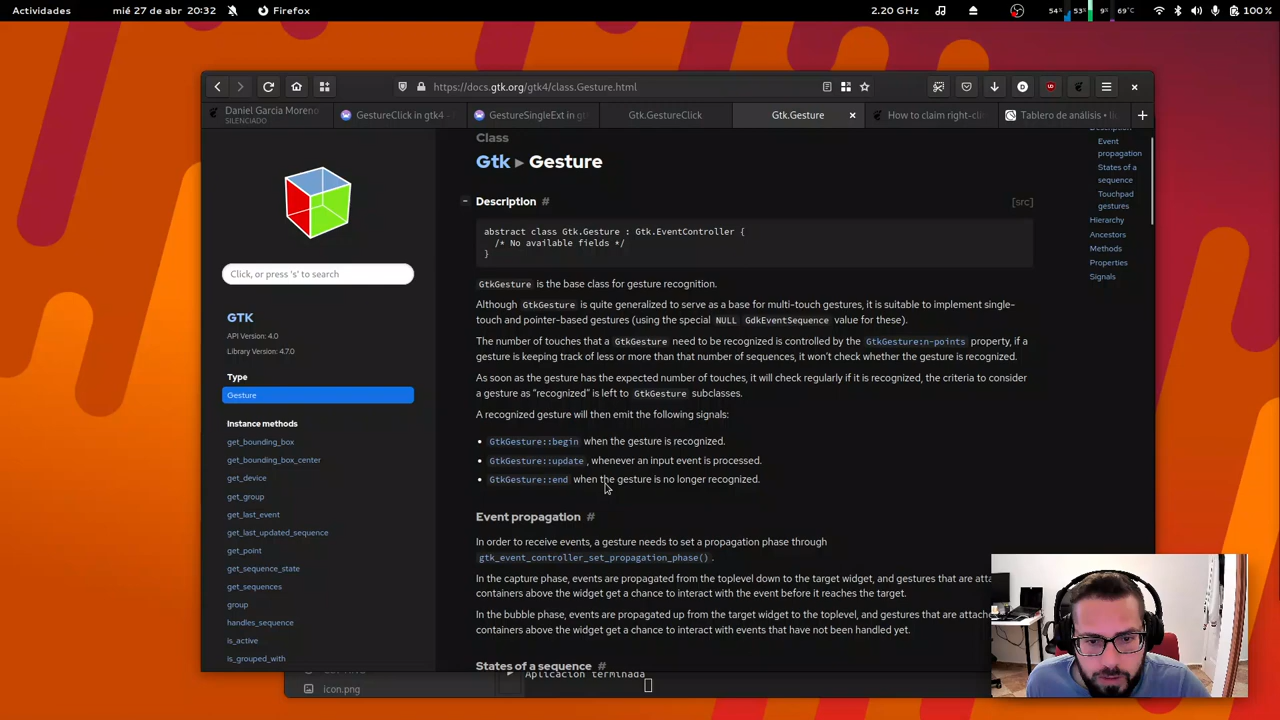 Actividades mié 27 de abr 20:32 Firefox 2.20 GHz 54% 53% 9% 69°C 100 %
https://docs.gtk.org/gtk4/class.Gesture.html
Daniel García Moreno
SILENCIADO
GestureClick in gtk4 -
GestureSingleExt in gt
Gtk.GestureClick
Gtk.Gesture
How to claim right-cli
Tablero de análisis • li
Class
Gtk ▸ Gesture
Description #
[src]
abstract class Gtk.Gesture : Gtk.EventController {
/* No available fields */
}
GtkGesture is the base class for gesture recognition.
Although GtkGesture is quite generalized to serve as a base for multi-touch gestures, it is suitable to implement single-
touch and pointer-based gestures (using the special NULL GdkEventSequence value for these).
The number of touches that a GtkGesture need to be recognized is controlled by the GtkGesture:n-points property, if a
gesture is keeping track of less or more than that number of sequences, it won't check whether the gesture is recognized.
As soon as the gesture has the expected number of touches, it will check regularly if it is recognized, the criteria to consider
a gesture as "recognized" is left to GtkGesture subclasses.
A recognized gesture will then emit the following signals:
• GtkGesture::begin when the gesture is recognized.
• GtkGesture::update, whenever an input event is processed.
• GtkGesture::end when the gesture is no longer recognized.
Event propagation #
In order to receive events, a gesture needs to set a propagation phase through
gtk_event_controller_set_propagation_phase() .
In the capture phase, events are propagated from the toplevel down to the target widget, and gestures that are atta
containers above the widget get a chance to interact with the event before it reaches the target.
In the bubble phase, events are propagated up from the target widget to the toplevel, and gestures that are attache
containers above the widget get a chance to interact with events that have not been handled yet.
States of a sequence #
Click, or press 's' to search
GTK
API Version: 4.0
Library Version: 4.7.0
Type
Gesture
Instance methods
get_bounding_box
get_bounding_box_center
get_device
get_group
get_last_event
get_last_updated_sequence
get_point
get_sequence_state
get_sequences
group
handles_sequence
is_active
is_grouped_with
Description
Event
propagation
States of a
sequence
Touchpad
gestures
Hierarchy
Ancestors
Methods
Properties
Signals
icon.png
Aplicación terminada